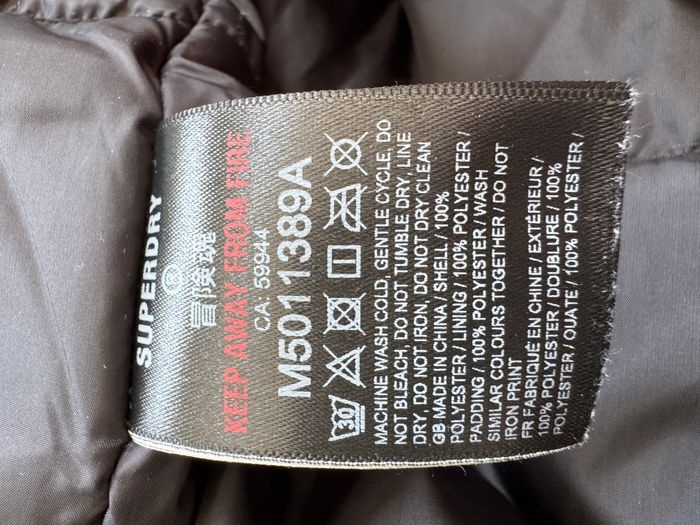 SUPERDRY
冒険魂
KEEP AWAY FROM FIRE
CA: 59944
M5011389A
30
MACHINE WASH COLD, GENTLE CYCLE, DO
NOT BLEACH, DO NOT TUMBLE DRY, LINE
DRY, DO NOT IRON, DO NOT DRY CLEAN
GB MADE IN CHINA / SHELL / 100%
POLYESTER / LINING / 100% POLYESTER /
PADDING / 100% POLYESTER / WASH
SIMILAR COLOURS TOGETHER / DO NOT
IRON PRINT
FR FABRIQUÉ EN CHINE / EXTÉRIEUR /
100% POLYESTER / DOUBLURE / 100%
POLYESTER / OUATE / 100% POLYESTER /